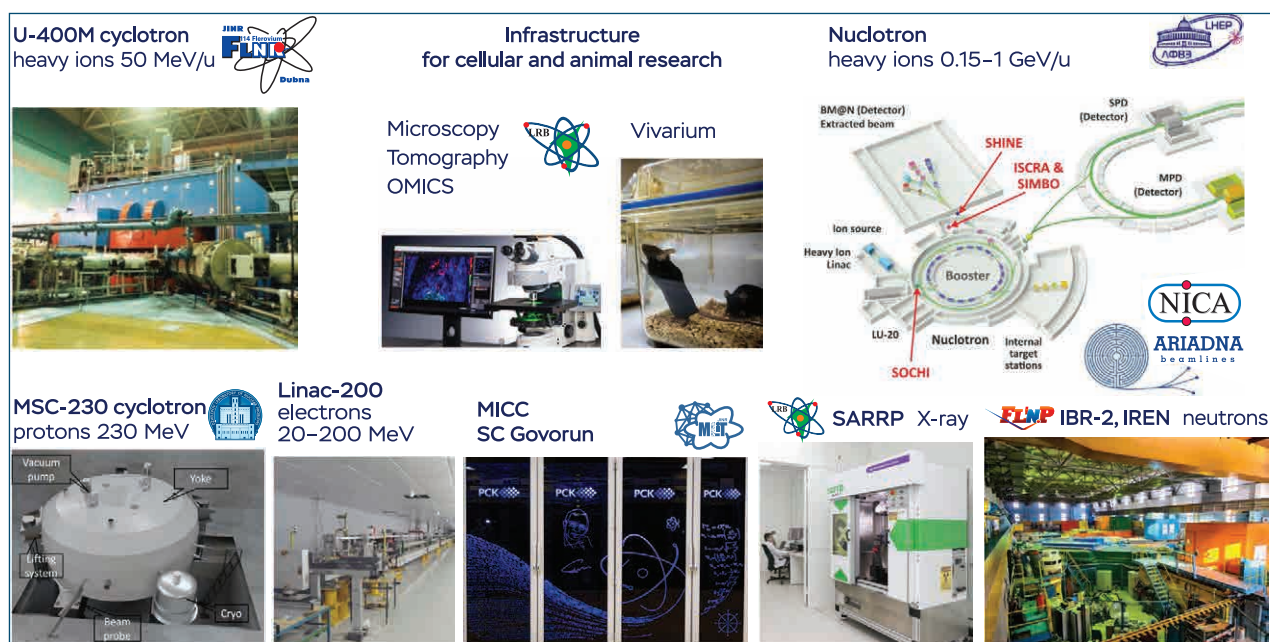 U-400M cyclotron
heavy ions 50 MeV/u
JINR
114 Flerovium
FLNR
Dubna
Infrastructure
for cellular and animal research
Microscopy
Tomography
OMICS
LRB
Vivarium
Nuclotron
heavy ions 0.15–1 GeV/u
LHEP
ЛФВЭ
BM@N (Detector)
Extracted beam
SPD
(Detector)
SHINE
ISCRA &
SIMBO
MPD
(Detector)
Ion source
Heavy Ion
Linac
Booster
LU-20
Nuclotron
Internal
target
stations
SOCHI
NICA
ARIADNA
beamlines
MSC-230 cyclotron
protons 230 MeV
Vacuum
pump
Yoke
Lifting
system
Beam
probe
Cryo
Linac-200
electrons
20–200 MeV
MICC
SC Govorun
РСК
РСК
РСК
РСК
LRB
SARRP X-ray
FLNP
IBR-2, IREN neutrons